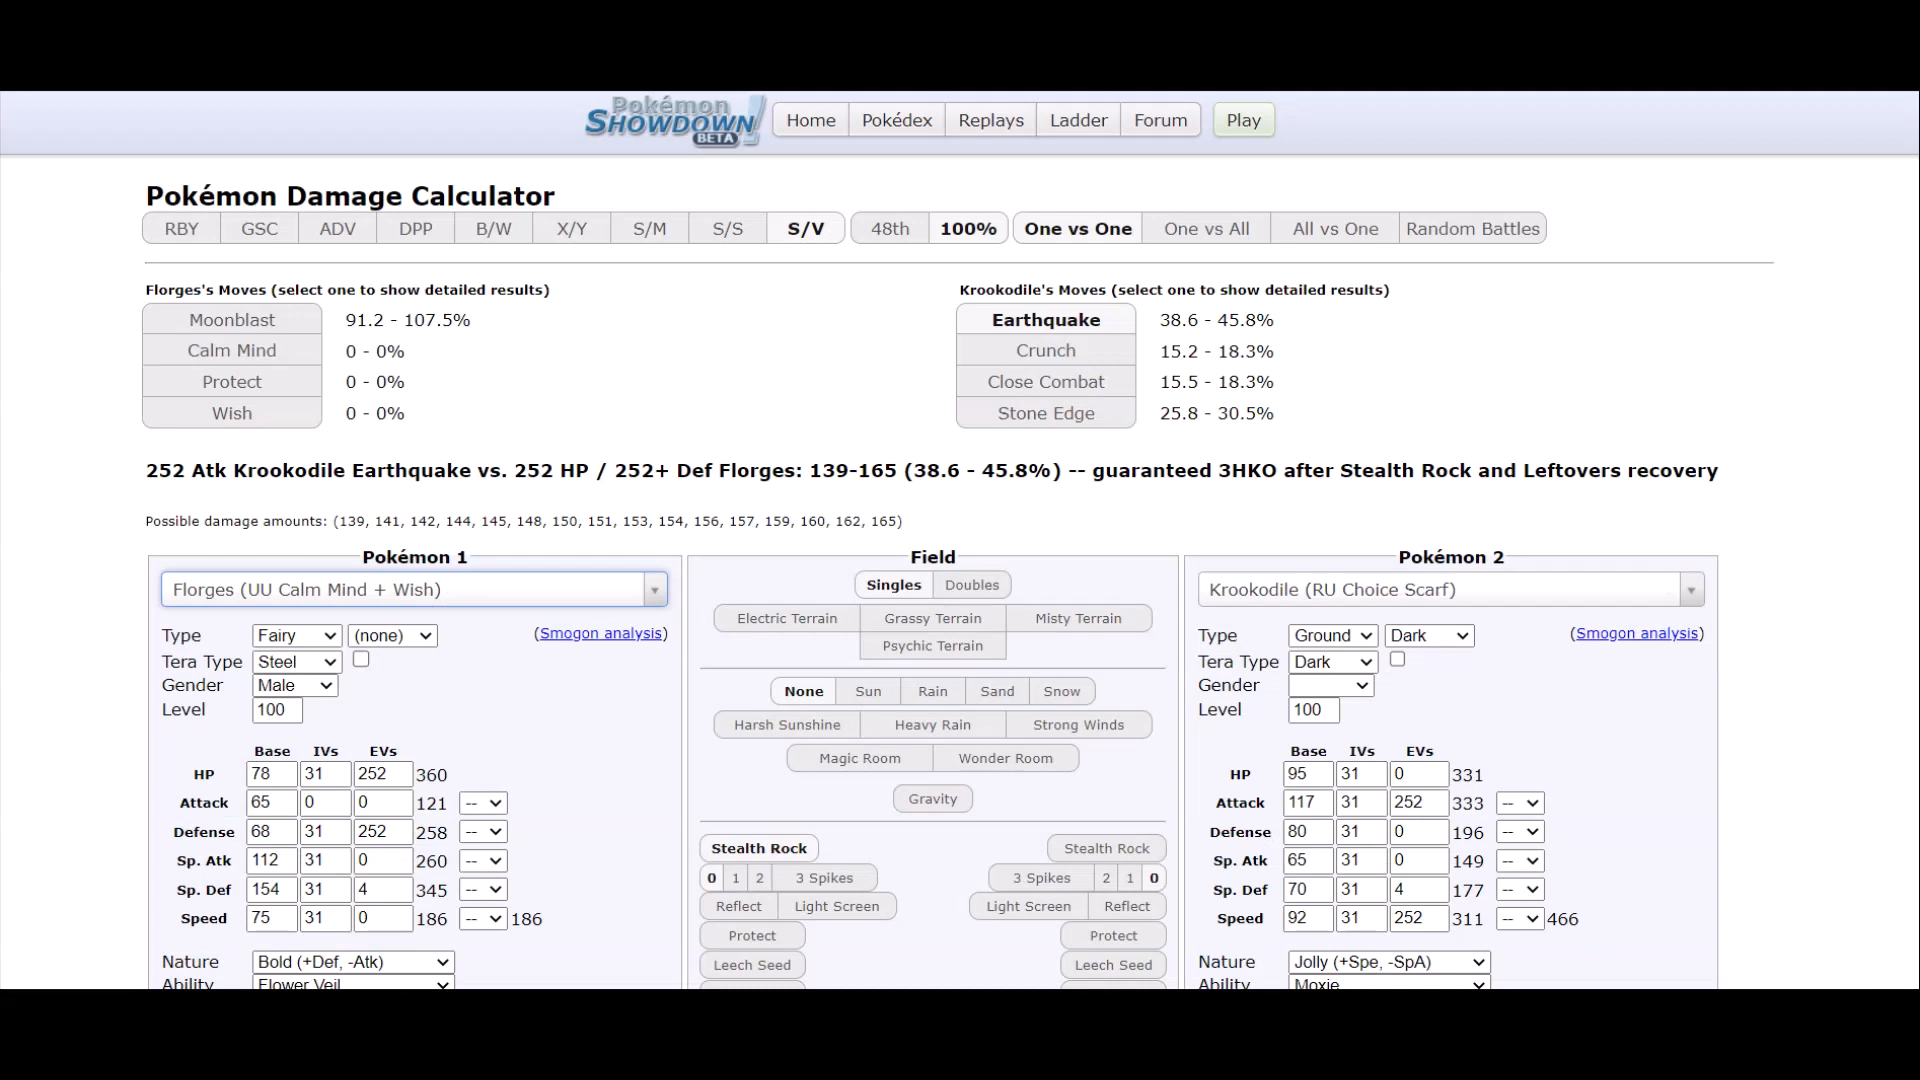 Pokémon
SHOWDOWN!
BETA
Home Pokédex Replays Ladder Forum Play
Pokémon Damage Calculator
RBY GSC ADV DPP B/W X/Y S/M S/S S/V 48th 100% One vs One One vs All All vs One Random Battles
Florges's Moves (select one to show detailed results) Krookodile's Moves (select one to show detailed results)
Moonblast 91.2 - 107.5% Earthquake 38.6 - 45.8%
Calm Mind 0 - 0% Crunch 15.2 - 18.3%
Protect 0 - 0% Close Combat 15.5 - 18.3%
Wish 0 - 0% Stone Edge 25.8 - 30.5%
252 Atk Krookodile Earthquake vs. 252 HP / 252+ Def Florges: 139-165 (38.6 - 45.8%) -- guaranteed 3HKO after Stealth Rock and Leftovers recovery
Possible damage amounts: (139, 141, 142, 144, 145, 148, 150, 151, 153, 154, 156, 157, 159, 160, 162, 165)
Pokémon 1
Florges (UU Calm Mind + Wish)
Type Fairy (none) (Smogon analysis)
Tera Type Steel
Gender Male
Level 100
Base IVs EVs
HP 78 31 252 360
Attack 65 0 0 121 --
Defense 68 31 252 258 --
Sp. Atk 112 31 0 260 --
Sp. Def 154 31 4 345 --
Speed 75 31 0 186 -- 186
Nature Bold (+Def, -Atk)
Ability Flower Veil
Field
Singles Doubles
Electric Terrain Grassy Terrain Misty Terrain
Psychic Terrain
None Sun Rain Sand Snow
Harsh Sunshine Heavy Rain Strong Winds
Magic Room Wonder Room
Gravity
Stealth Rock Stealth Rock
0 1 2 3 Spikes 3 Spikes 2 1 0
Reflect Light Screen Light Screen Reflect
Protect Protect
Leech Seed Leech Seed
Pokémon 2
Krookodile (RU Choice Scarf)
Type Ground Dark (Smogon analysis)
Tera Type Dark
Gender
Level 100
Base IVs EVs
HP 95 31 0 331
Attack 117 31 252 333 --
Defense 80 31 0 196 --
Sp. Atk 65 31 0 149 --
Sp. Def 70 31 4 177 --
Speed 92 31 252 311 -- 466
Nature Jolly (+Spe, -SpA)
Ability Moxie